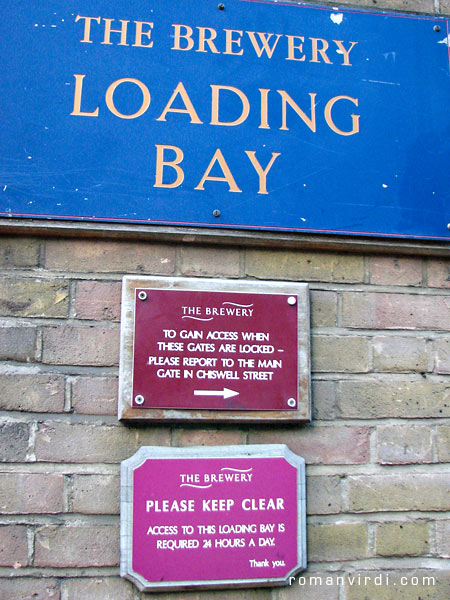 THE BREWERY
LOADING
BAY
THE BREWERY
TO GAIN ACCESS WHEN
THESE GATES ARE LOCKED –
PLEASE REPORT TO THE MAIN
GATE IN CHISWELL STREET
THE BREWERY
PLEASE KEEP CLEAR
ACCESS TO THIS LOADING BAY IS
REQUIRED 24 HOURS A DAY.
Thank you.
romanvirdi.com